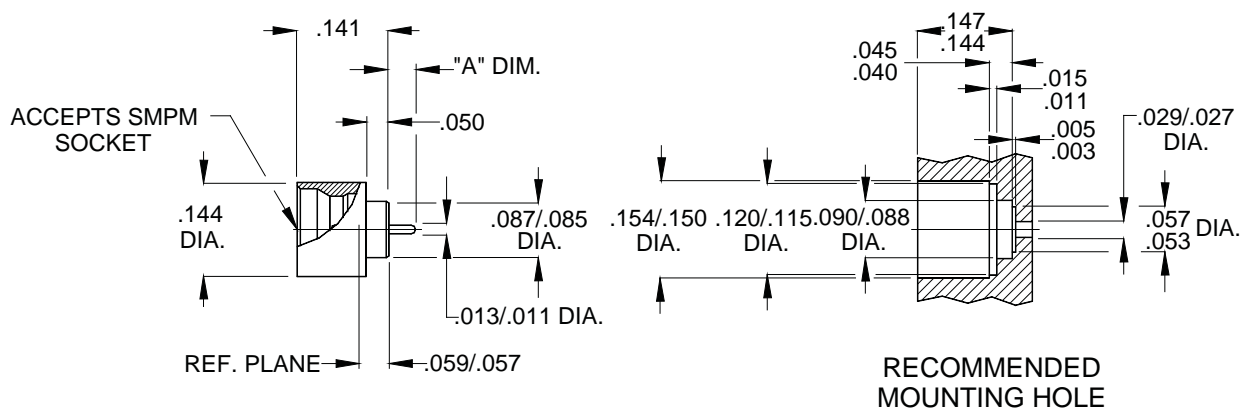 .141
"A" DIM.
.050
ACCEPTS SMPM
SOCKET
.144
DIA.
.087/.085
DIA.
.013/.011 DIA.
REF. PLANE
.059/.057
.147
.144
.045
.040
.015
.011
.005
.003
.029/.027
DIA.
.154/.150
DIA.
.120/.115
DIA.
.090/.088
DIA.
.057
.053
DIA.
RECOMMENDED
MOUNTING HOLE